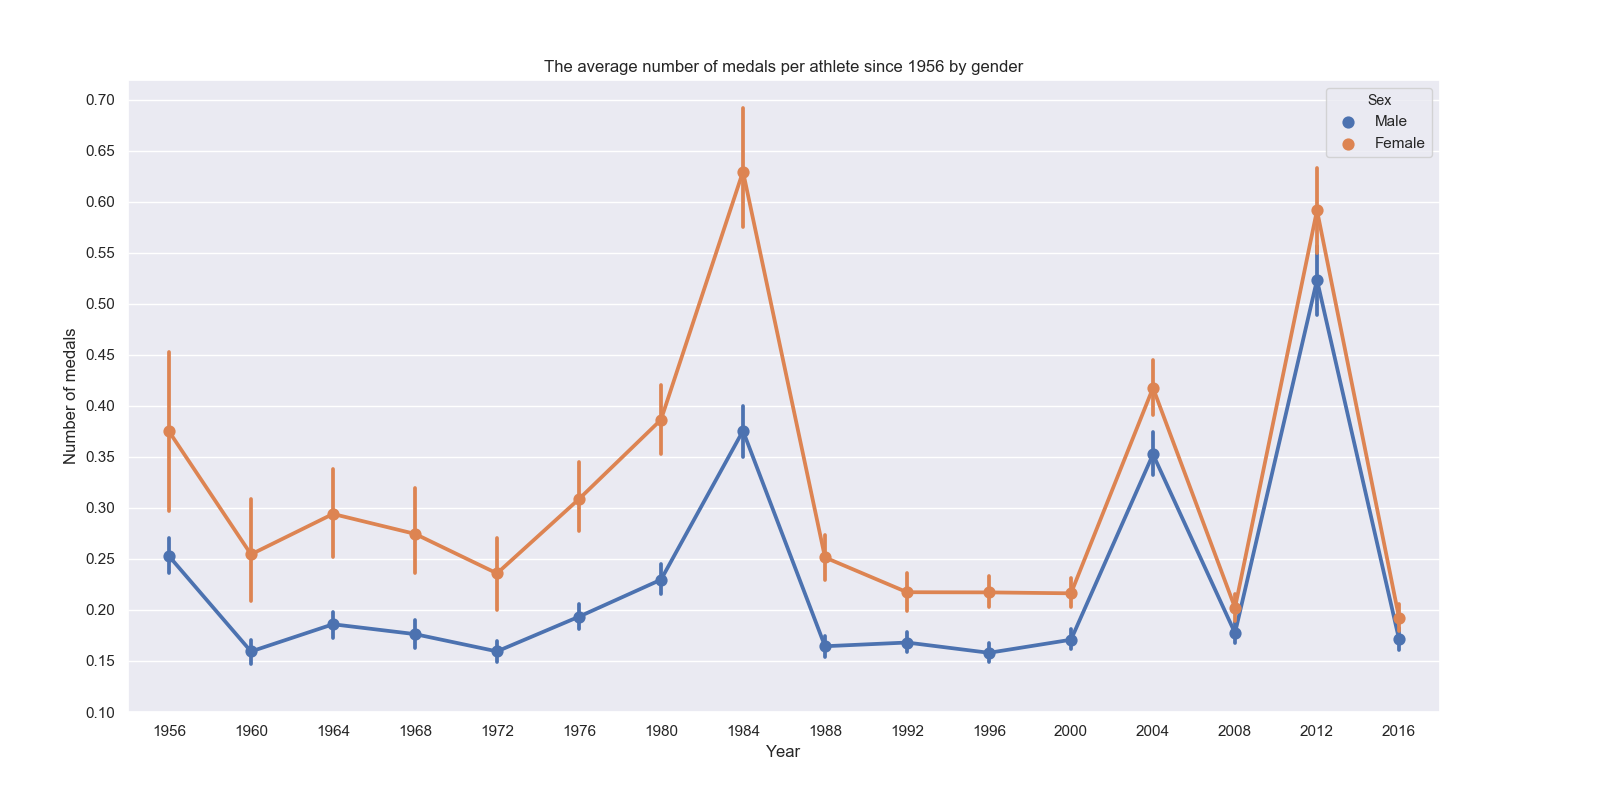 The average number of medals per athlete since 1956 by gender
Sex
Male
Female
Number of medals
0.70
0.65
0.60
0.55
0.50
0.45
0.40
0.35
0.30
0.25
0.20
0.15
0.10
1956 1960 1964 1968 1972 1976 1980 1984 1988 1992 1996 2000 2004 2008 2012 2016
Year